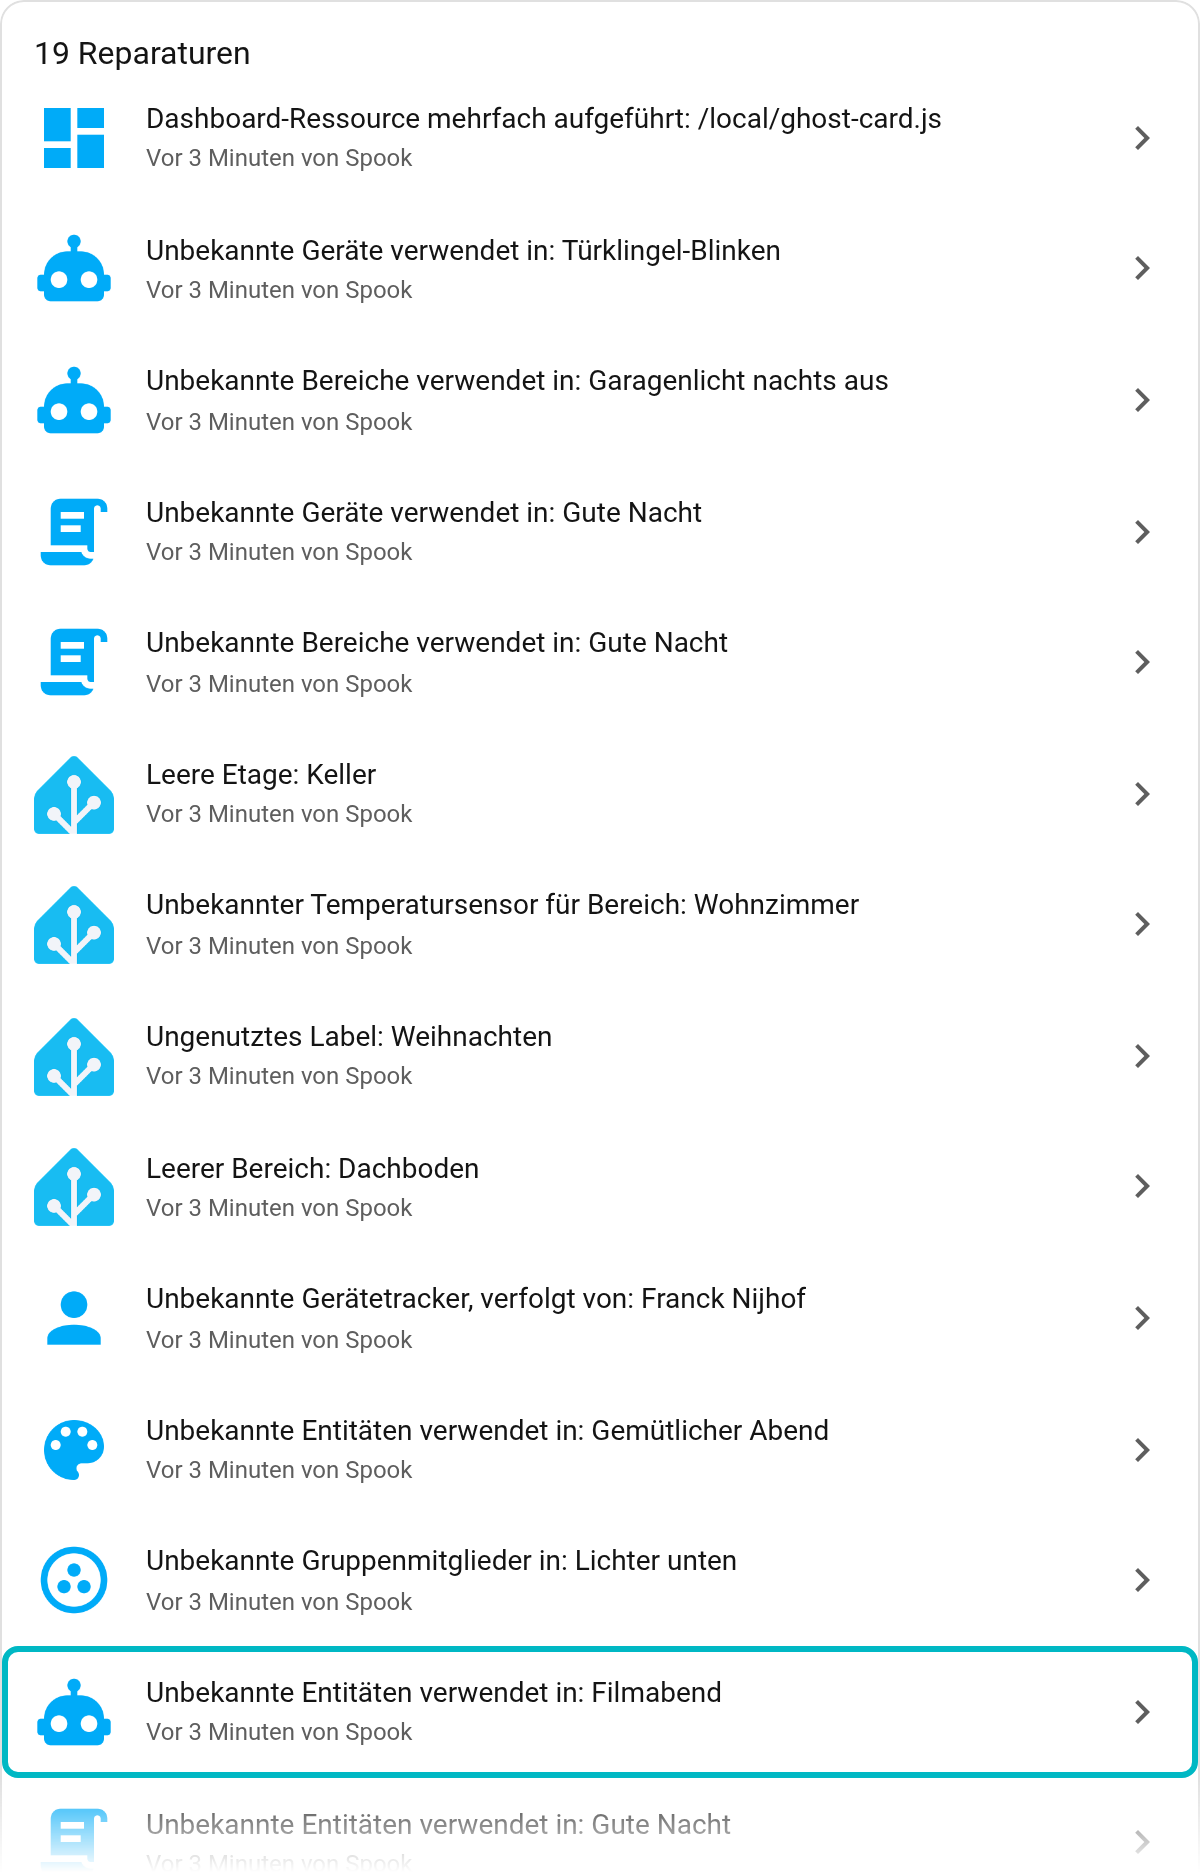 19 Reparaturen
Dashboard-Ressource mehrfach aufgeführt: /local/ghost-card.js
Vor 3 Minuten von Spook
Unbekannte Geräte verwendet in: Türklingel-Blinken
Vor 3 Minuten von Spook
Unbekannte Bereiche verwendet in: Garagenlicht nachts aus
Vor 3 Minuten von Spook
Unbekannte Geräte verwendet in: Gute Nacht
Vor 3 Minuten von Spook
Unbekannte Bereiche verwendet in: Gute Nacht
Vor 3 Minuten von Spook
Leere Etage: Keller
Vor 3 Minuten von Spook
Unbekannter Temperatursensor für Bereich: Wohnzimmer
Vor 3 Minuten von Spook
Ungenutztes Label: Weihnachten
Vor 3 Minuten von Spook
Leerer Bereich: Dachboden
Vor 3 Minuten von Spook
Unbekannte Gerätetracker, verfolgt von: Franck Nijhof
Vor 3 Minuten von Spook
Unbekannte Entitäten verwendet in: Gemütlicher Abend
Vor 3 Minuten von Spook
Unbekannte Gruppenmitglieder in: Lichter unten
Vor 3 Minuten von Spook
Unbekannte Entitäten verwendet in: Filmabend
Vor 3 Minuten von Spook
Unbekannte Entitäten verwendet in: Gute Nacht
Vor 3 Minuten von Spook